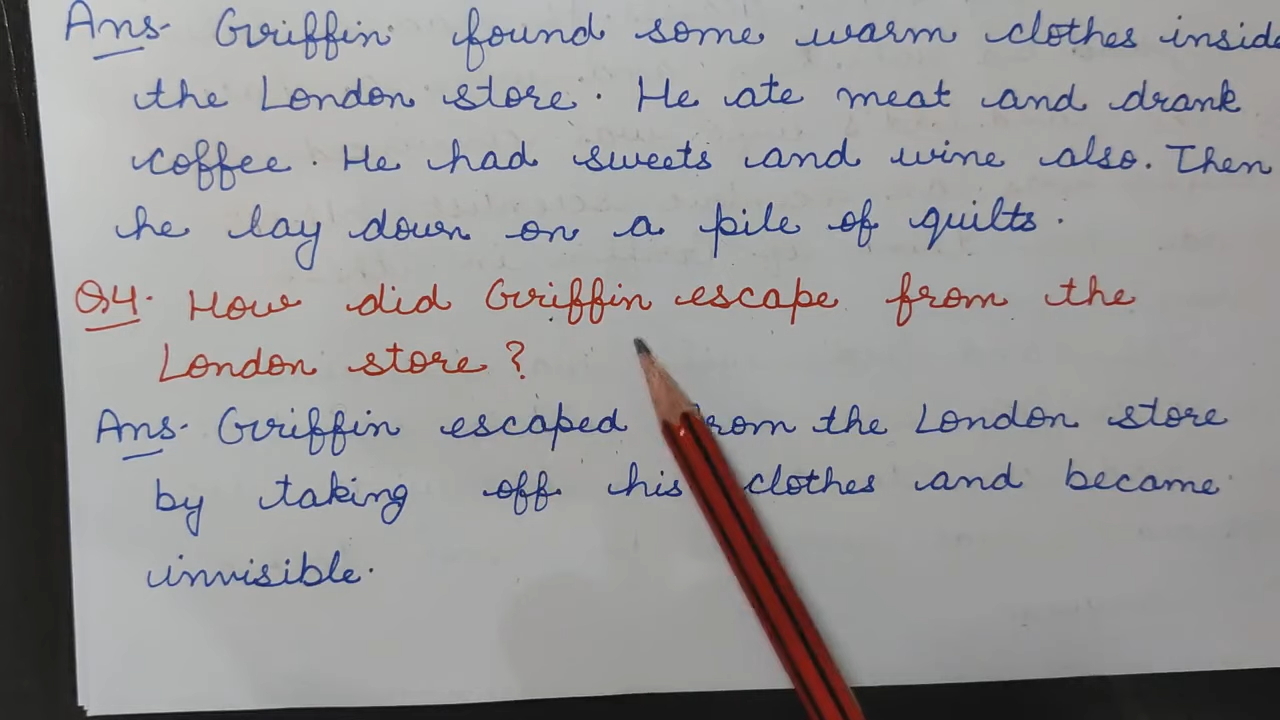 Ans- Griffin found some warm clothes inside
the London store. He ate meat and drank
coffee. He had sweets and wine also. Then
he lay down on a pile of quilts.
Q4. How did Griffin escape from the
London store?
Ans- Griffin escaped from the London store
by taking off his clothes and became
invisible.